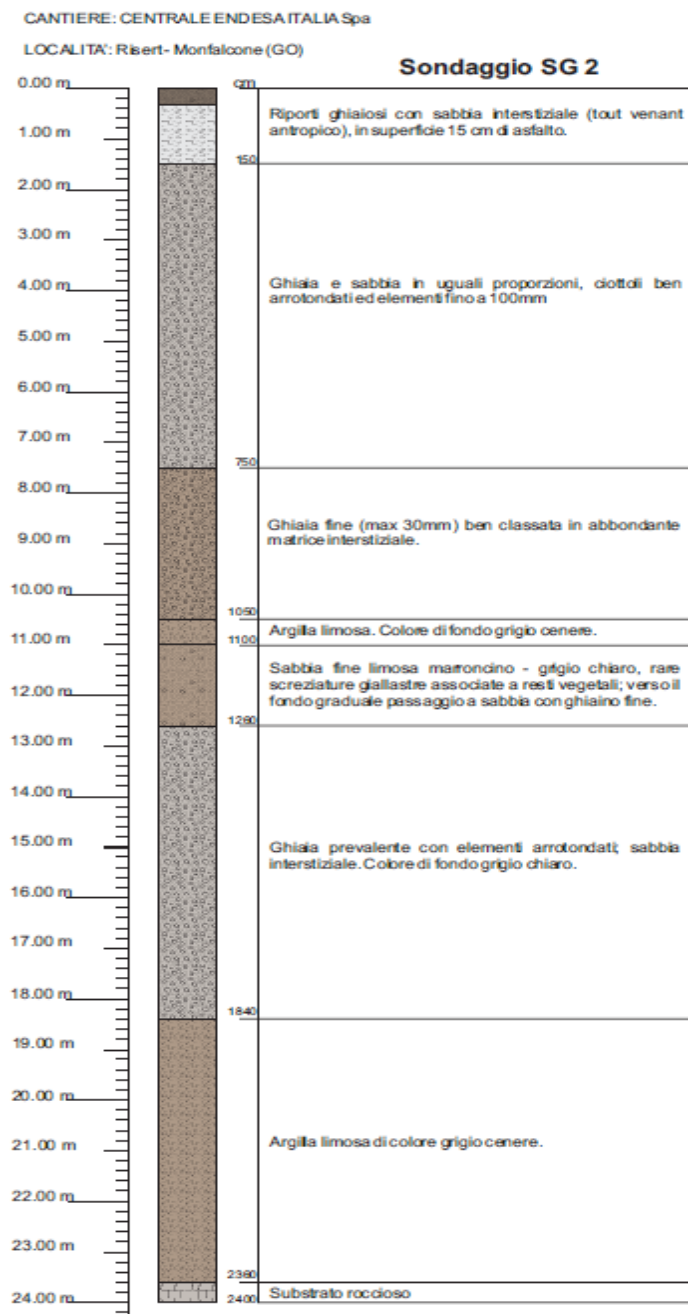 CANTIERE: CENTRALE ENDESA ITALIA Spa
LOCALITA': Risert- Monfalcone (GO)
Sondaggio SG 2
0.00 m
cm
Riporti ghiaiosi con sabbia interstiziale (tout venant
antropico), in superficie 15 cm di asfalto.
1.00 m
150
2.00 m
3.00 m
Ghiaia e sabbia in uguali proporzioni, ciottoli ben
arrotondati ed elementi fino a 100mm
4.00 m
5.00 m
6.00 m
7.00 m
750
8.00 m
Ghiaia fine (max 30mm) ben classata in abbondante
matrice interstiziale.
9.00 m
10.00 m
1050
Argilla limosa. Colore di fondo grigio cenere.
11.00 m
1100
Sabbia fine limosa marroncino - grigio chiaro, rare
screziature giallastre associate a resti vegetali; verso il
fondo graduale passaggio a sabbia con ghiaino fine.
12.00 m
1260
13.00 m
14.00 m
15.00 m
Ghiaia prevalente con elementi arrotondati; sabbia
interstiziale. Colore di fondo grigio chiaro.
16.00 m
17.00 m
18.00 m
1840
19.00 m
20.00 m
21.00 m
Argilla limosa di colore grigio cenere.
22.00 m
23.00 m
2360
Substrato roccioso
24.00 m
2400